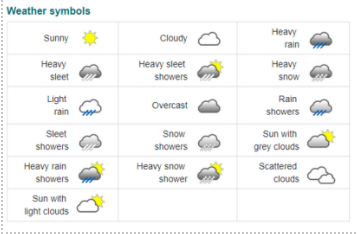 Weather symbols
Sunny
Cloudy
Heavy
rain
Heavy
sleet
Heavy sleet
showers
Heavy
snow
Light
rain
Overcast
Rain
showers
Sleet
showers
Snow
showers
Sun with
grey clouds
Heavy rain
showers
Heavy snow
shower
Scattered
clouds
Sun with
light clouds